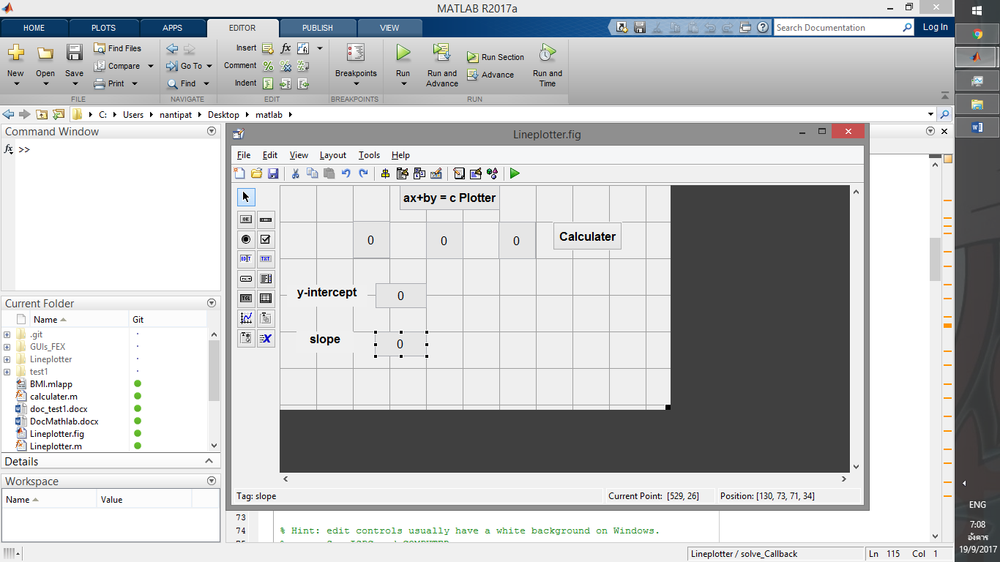 MATLAB R2017a
HOME PLOTS APPS EDITOR PUBLISH VIEW
Search Documentation Log In
New Open Save Find Files Compare Print
Go To Find
Insert fx Comment % Indent
Breakpoints
Run Run and Advance Run Section Advance Run and Time
FILE NAVIGATE EDIT BREAKPOINTS RUN
C: Users nantipat Desktop matlab
Command Window
fx >>
Lineplotter.fig
File Edit View Layout Tools Help
OK
EDIT TXT
TGL
ax+by = c Plotter
0 0 0 Calculater
y-intercept 0
slope 0
Tag: slope Current Point: [529, 26] Position: [130, 73, 71, 34]
Current Folder
Name Git
.git
GUIs_FEX
Lineplotter
test1
BMI.mlapp
calculater.m
doc_test1.docx
DocMathlab.docx
Lineplotter.fig
Lineplotter.m
Details
Workspace
Name Value
73
74 % Hint: edit controls usually have a white background on Windows.
Lineplotter / solve_Callback Ln 115 Col 1
ENG
7:08
อังคาร
19/9/2017